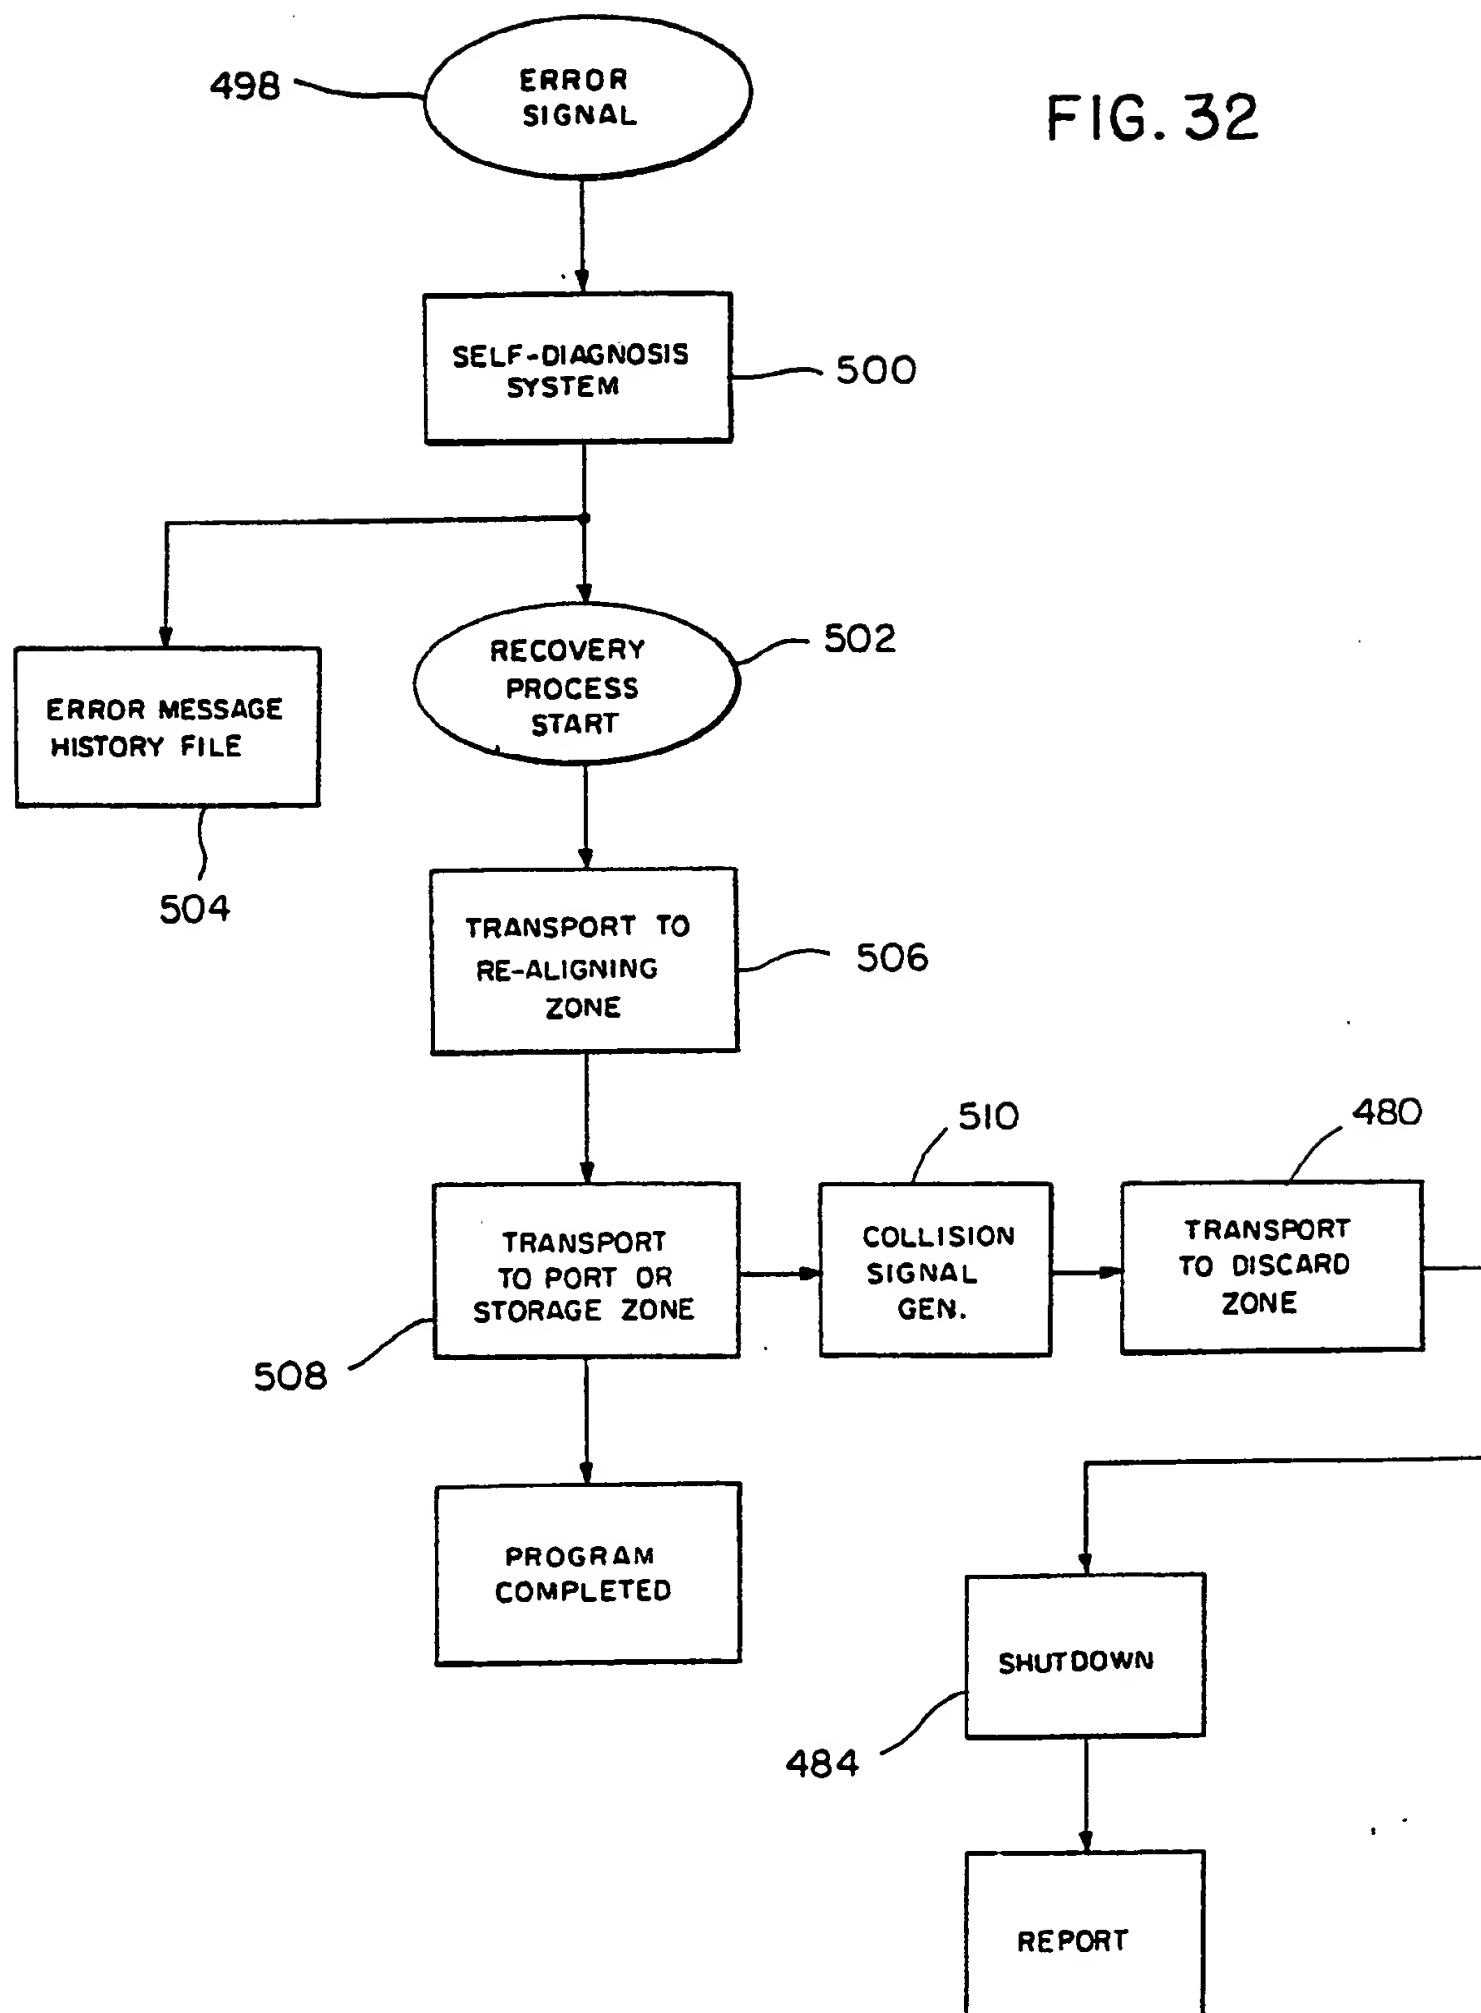 498
ERROR
SIGNAL
FIG. 32
SELF-DIAGNOSIS
SYSTEM
500
ERROR MESSAGE
HISTORY FILE
504
RECOVERY
PROCESS
START
502
TRANSPORT TO
RE-ALIGNING
ZONE
506
TRANSPORT
TO PORT OR
STORAGE ZONE
508
510
COLLISION
SIGNAL
GEN.
480
TRANSPORT
TO DISCARD
ZONE
PROGRAM
COMPLETED
SHUTDOWN
484
REPORT